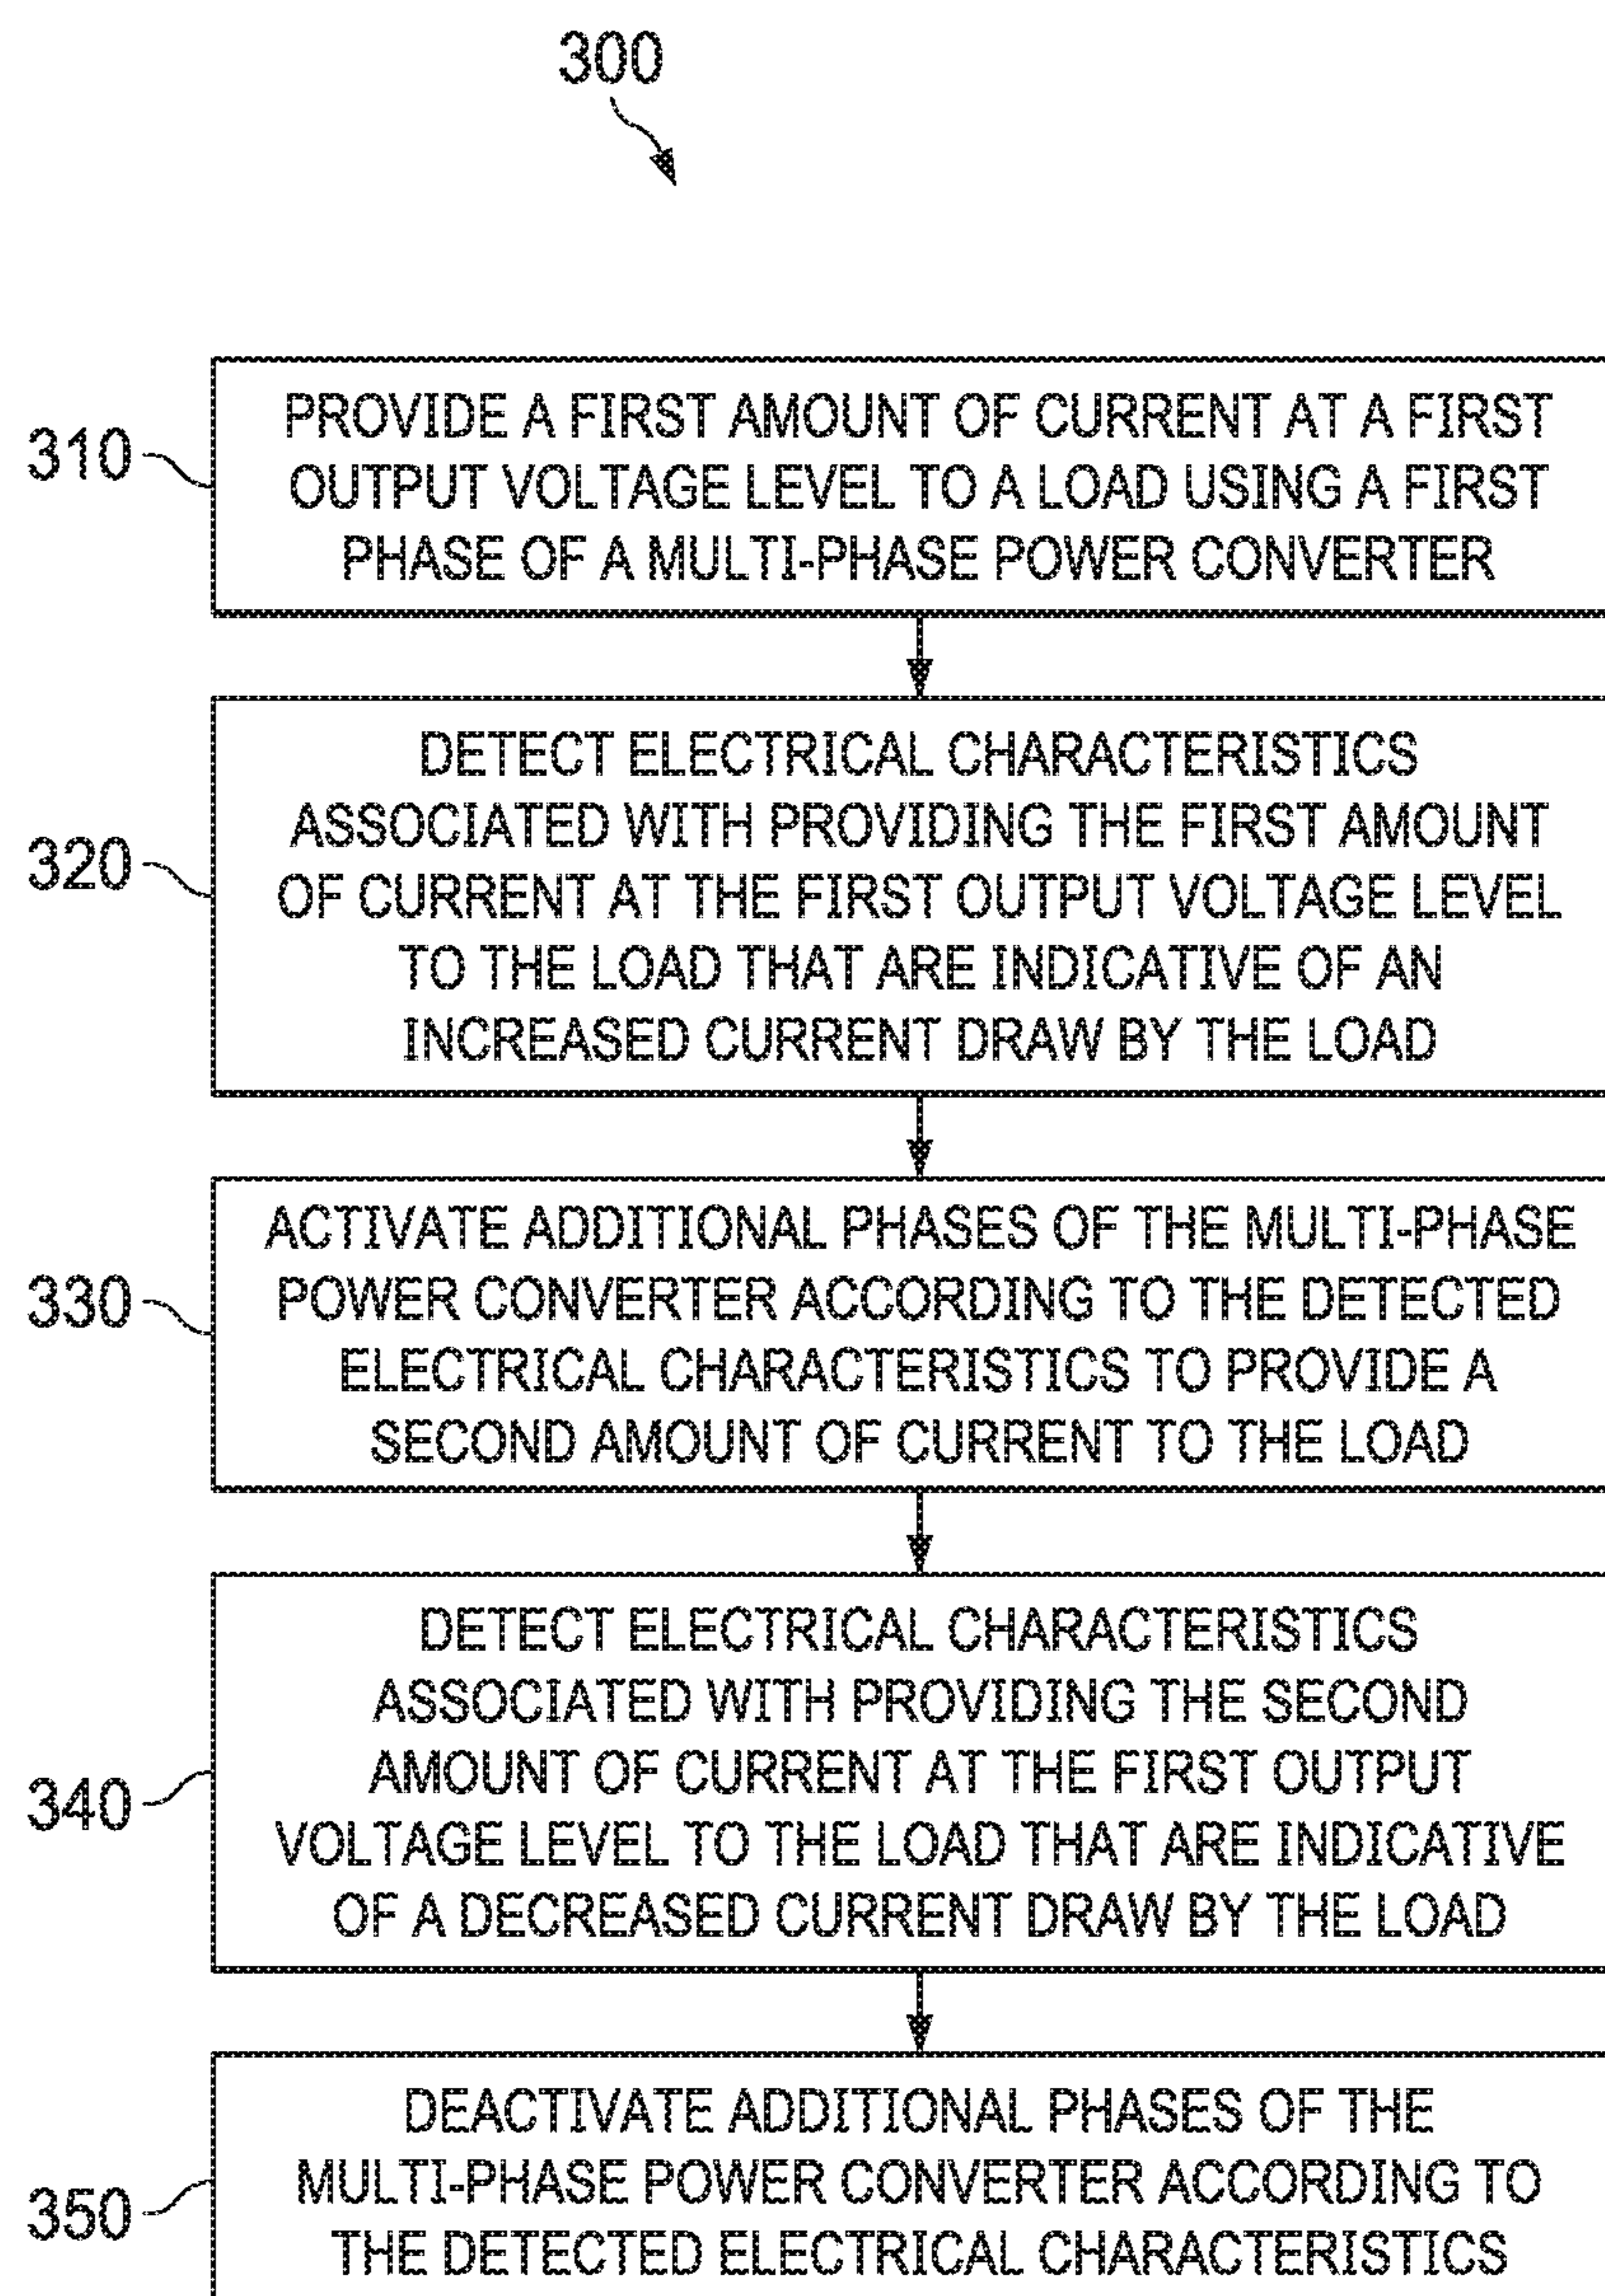 300
310
PROVIDE A FIRST AMOUNT OF CURRENT AT A FIRST
OUTPUT VOLTAGE LEVEL TO A LOAD USING A FIRST
PHASE OF A MULTI-PHASE POWER CONVERTER
320
DETECT ELECTRICAL CHARACTERISTICS
ASSOCIATED WITH PROVIDING THE FIRST AMOUNT
OF CURRENT AT THE FIRST OUTPUT VOLTAGE LEVEL
TO THE LOAD THAT ARE INDICATIVE OF AN
INCREASED CURRENT DRAW BY THE LOAD
330
ACTIVATE ADDITIONAL PHASES OF THE MULTI-PHASE
POWER CONVERTER ACCORDING TO THE DETECTED
ELECTRICAL CHARACTERISTICS TO PROVIDE A
SECOND AMOUNT OF CURRENT TO THE LOAD
340
DETECT ELECTRICAL CHARACTERISTICS
ASSOCIATED WITH PROVIDING THE SECOND
AMOUNT OF CURRENT AT THE FIRST OUTPUT
VOLTAGE LEVEL TO THE LOAD THAT ARE INDICATIVE
OF A DECREASED CURRENT DRAW BY THE LOAD
350
DEACTIVATE ADDITIONAL PHASES OF THE
MULTI-PHASE POWER CONVERTER ACCORDING TO
THE DETECTED ELECTRICAL CHARACTERISTICS